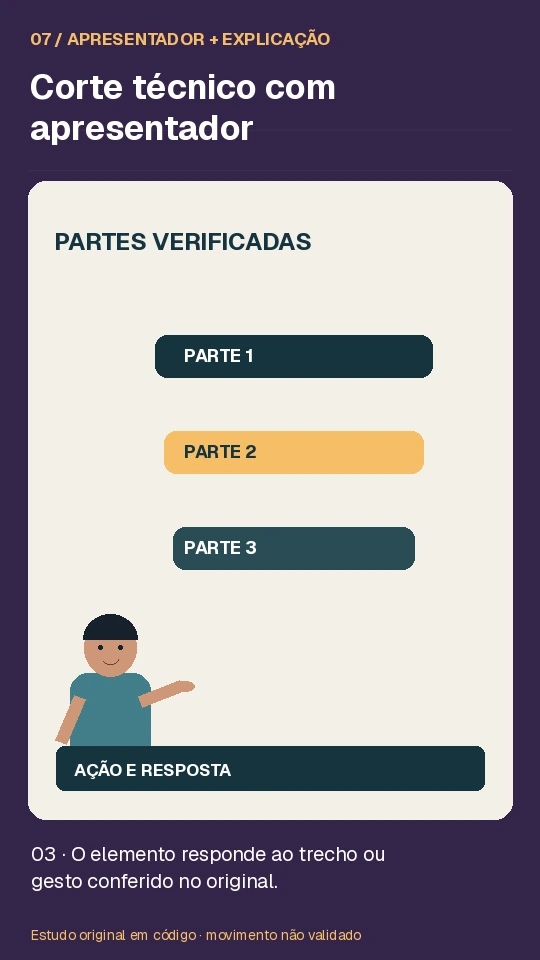 07 / APRESENTADOR + EXPLICAÇÃO
Corte técnico com
apresentador
PARTES VERIFICADAS
PARTE 1
PARTE 2
PARTE 3
AÇÃO E RESPOSTA
03 · O elemento responde ao trecho ou
gesto conferido no original.
Estudo original em código · movimento não validado